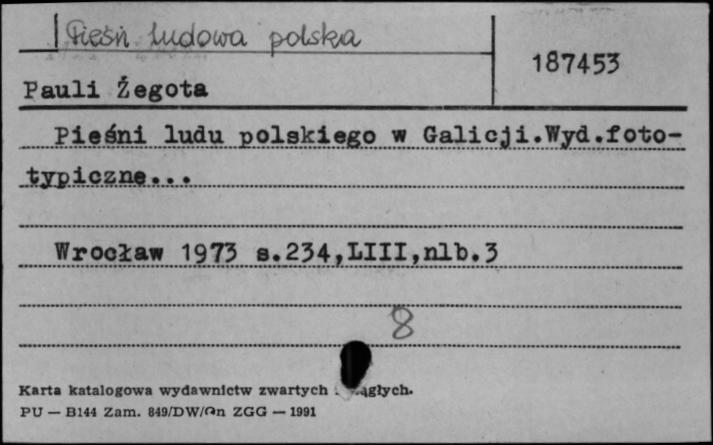 Pieśń ludowa polska
187453
Pauli Żegota
Pieśni ludu polskiego w Galicji.Wyd.foto-
typiczne...
Wrocław 1973 s.234,LIII,nlb.3
8
Karta katalogowa wydawnictw zwartych
PU — B144 Zam. 849/DW/Gn ZGG — 1991